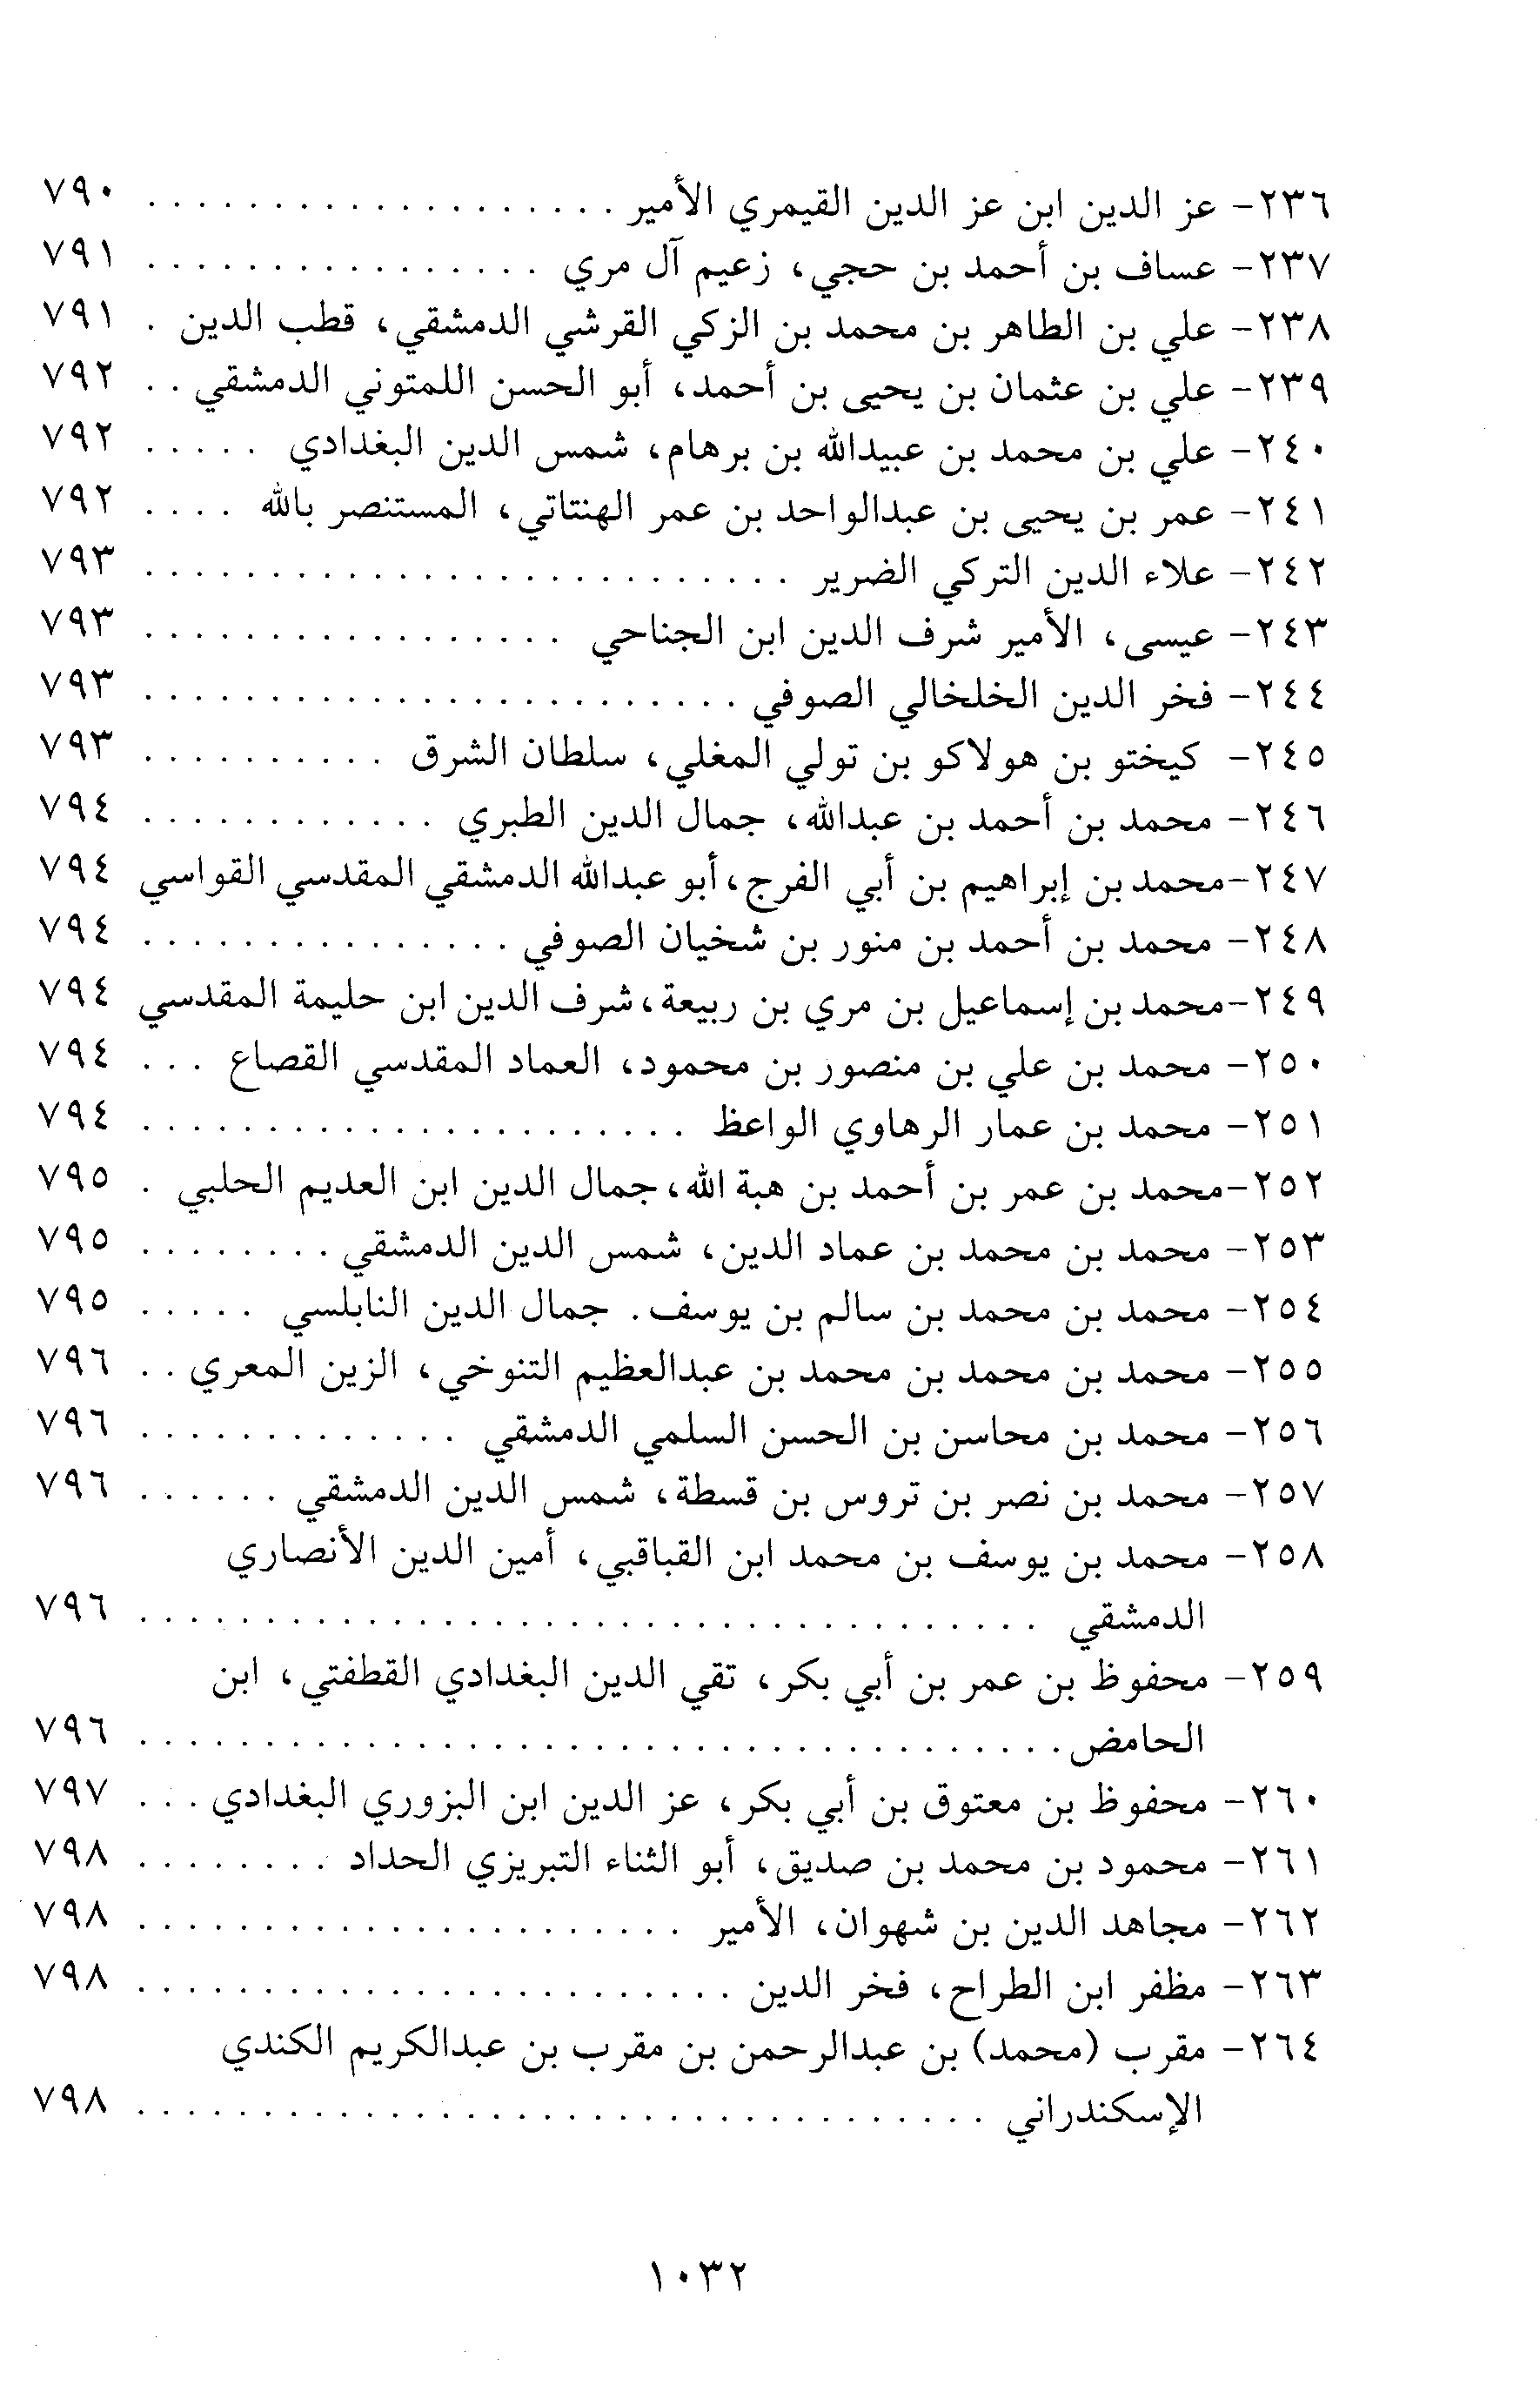 ٢٣٦- عز الدين ابن عز الدين القيمري الأمير . . . . . . . . . . . . . . . . . . . ٧٩٠
٢٣٧- عساف بن أحمد بن حجي، زعيم آل مري . . . . . . . . . . . . . . . . ٧٩١
٢٣٨- علي بن الطاهر بن محمد بن الزكي القرشي الدمشقي، قطب الدين . ٧٩١
٢٣٩- علي بن عثمان بن يحيى بن أحمد، أبو الحسن اللمتوني الدمشقي . . ٧٩٢
٢٤٠- علي بن محمد بن عبيدالله بن برهام، شمس الدين البغدادي . . . . . ٧٩٢
٢٤١- عمر بن يحيى بن عبدالواحد بن عمر الهنتاتي، المستنصر بالله . . . . ٧٩٢
٢٤٢- علاء الدين التركي الضرير . . . . . . . . . . . . . . . . . . . . . . . . . . ٧٩٣
٢٤٣- عيسى، الأمير شرف الدين ابن الجناحي . . . . . . . . . . . . . . . . . ٧٩٣
٢٤٤- فخر الدين الخلخالي الصوفي . . . . . . . . . . . . . . . . . . . . . . . . ٧٩٣
٢٤٥- كيختو بن هولاكو بن تولي المغلي، سلطان الشرق . . . . . . . . . . ٧٩٣
٢٤٦- محمد بن أحمد بن عبدالله، جمال الدين الطبري . . . . . . . . . . . . ٧٩٤
٢٤٧-محمد بن إبراهيم بن أبي الفرج،أبو عبدالله الدمشقي المقدسي القواسي ٧٩٤
٢٤٨- محمد بن أحمد بن منور بن شخيان الصوفي . . . . . . . . . . . . . . . ٧٩٤
٢٤٩-محمد بن إسماعيل بن مري بن ربيعة،شرف الدين ابن حليمة المقدسي ٧٩٤
٢٥٠- محمد بن علي بن منصور بن محمود، العماد المقدسي القصاع . . . ٧٩٤
٢٥١- محمد بن عمار الرهاوي الواعظ . . . . . . . . . . . . . . . . . . . . . . ٧٩٤
٢٥٢-محمد بن عمر بن أحمد بن هبة الله،جمال الدين ابن العديم الحلبي . ٧٩٥
٢٥٣- محمد بن محمد بن عماد الدين، شمس الدين الدمشقي . . . . . . . . ٧٩٥
٢٥٤- محمد بن محمد بن سالم بن يوسف. جمال الدين النابلسي . . . . . ٧٩٥
٢٥٥- محمد بن محمد بن محمد بن عبدالعظيم التنوخي، الزين المعري . . ٧٩٦
٢٥٦- محمد بن محاسن بن الحسن السلمي الدمشقي . . . . . . . . . . . . . ٧٩٦
٢٥٧- محمد بن نصر بن تروس بن قسطة، شمس الدين الدمشقي . . . . . . ٧٩٦
٢٥٨- محمد بن يوسف بن محمد ابن القباقبي، أمين الدين الأنصاري
الدمشقي . . . . . . . . . . . . . . . . . . . . . . . . . . . . . . . . . . . . ٧٩٦
٢٥٩- محفوظ بن عمر بن أبي بكر، تقي الدين البغدادي القطفتي، ابن
الحامض . . . . . . . . . . . . . . . . . . . . . . . . . . . . . . . . . . . . . ٧٩٦
٢٦٠- محفوظ بن معتوق بن أبي بكر، عز الدين ابن البزوري البغدادي . . . ٧٩٧
٢٦١- محمود بن محمد بن صديق، أبو الثناء التبريزي الحداد . . . . . . . . ٧٩٨
٢٦٢- مجاهد الدين بن شهوان، الأمير . . . . . . . . . . . . . . . . . . . . . . ٧٩٨
٢٦٣- مظفر ابن الطراح، فخر الدين . . . . . . . . . . . . . . . . . . . . . . . . ٧٩٨
٢٦٤- مقرب (محمد) بن عبدالرحمن بن مقرب بن عبدالكريم الكندي
الإسكندراني . . . . . . . . . . . . . . . . . . . . . . . . . . . . . . . . . . ٧٩٨
١٠٣٢